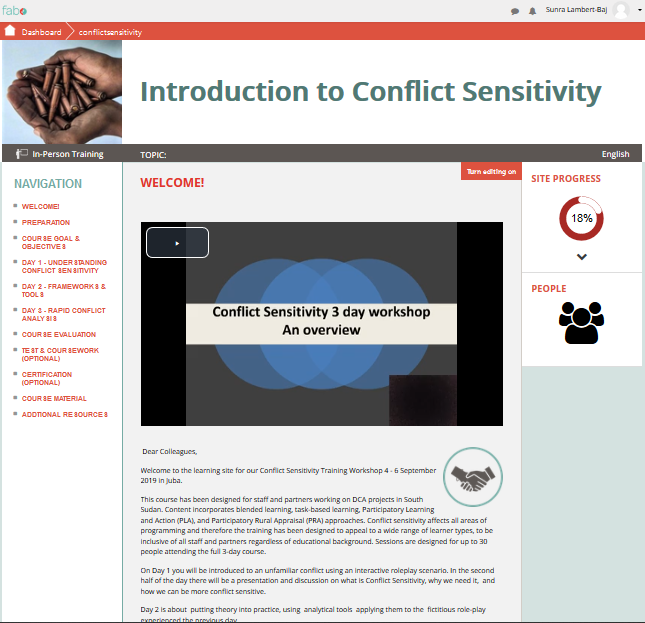 fabo
Sunra Lambert-Baj
Dashboard
conflictsensitivity
Introduction to Conflict Sensitivity
In-Person Training
TOPIC:
English
NAVIGATION
WELCOME!
PREPARATION
COURSE GOAL &
OBJECTIVES
DAY 1 - UNDERSTANDING
CONFLICT SENSITIVITY
DAY 2 - FRAMEWORKS &
TOOLS
DAY 3 - RAPID CONFLICT
ANALYSIS
COURSE EVALUATION
TEST & COURSEWORK
(OPTIONAL)
CERTIFICATION
(OPTIONAL)
COURSE MATERIAL
ADDTIONAL RESOURCES
WELCOME!
Turn editing on
Conflict Sensitivity 3 day workshop
An overview
Dear Colleagues,
Welcome to the learning site for our Conflict Sensitivity Training Workshop 4 - 6 September
2019 in Juba.
This course has been designed for staff and partners working on DCA projects in South
Sudan. Content incorporates blended learning, task-based learning, Participatory Learning
and Action (PLA), and Participatory Rural Appraisal (PRA) approaches. Conflict sensitivity affects all areas of
programming and therefore the training has been designed to appeal to a wide range of learner types, to be
inclusive of all staff and partners regardless of educational background. Sessions are designed for up to 30
people attending the full 3-day course.
On Day 1 you will be introduced to an unfamiliar conflict using an interactive roleplay scenario. In the second
half of the day there will be a presentation and discussion on what is Conflict Sensitivity, why we need it, and
how we can be more conflict sensitive.
Day 2 is about putting theory into practice, using analytical tools applying them to the fictitious role-play
experienced the previous day.
SITE PROGRESS
18%
PEOPLE